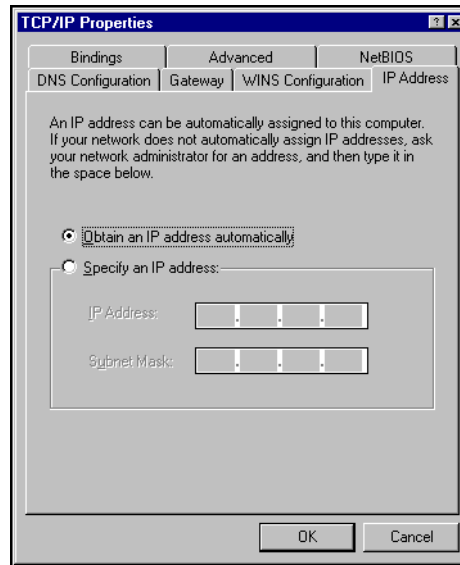 TCP/IP Properties
Bindings Advanced NetBIOS
DNS Configuration Gateway WINS Configuration IP Address
An IP address can be automatically assigned to this computer.
If your network does not automatically assign IP addresses, ask
your network administrator for an address, and then type it in
the space below.
Obtain an IP address automatically
Specify an IP address:
IP Address:
. . .
Subnet Mask:
. . .
OK Cancel